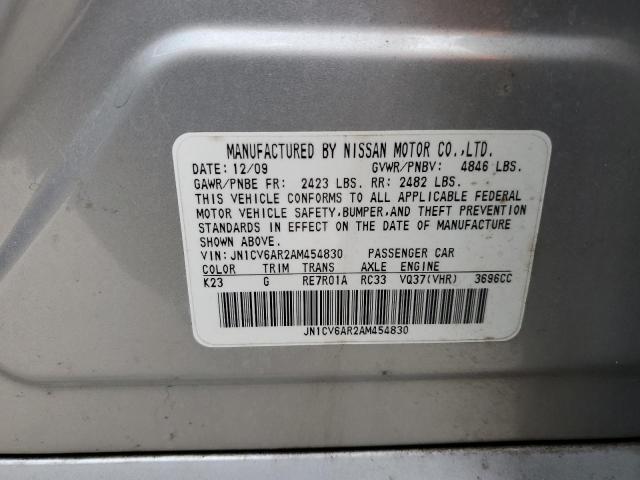 MANUFACTURED BY NISSAN MOTOR CO.,LTD.
DATE: 12/09 GVWR/PNBV: 4846 LBS.
GAWR/PNBE FR: 2423 LBS. RR: 2482 LBS.
THIS VEHICLE CONFORMS TO ALL APPLICABLE FEDERAL
MOTOR VEHICLE SAFETY,BUMPER,AND THEFT PREVENTION
STANDARDS IN EFFECT ON THE DATE OF MANUFACTURE
SHOWN ABOVE.
VIN: JN1CV6AR2AM454830 PASSENGER CAR
COLOR TRIM TRANS AXLE ENGINE
K23 G RE7R01A RC33 VQ37(VHR) 3696CC
JN1CV6AR2AM454830